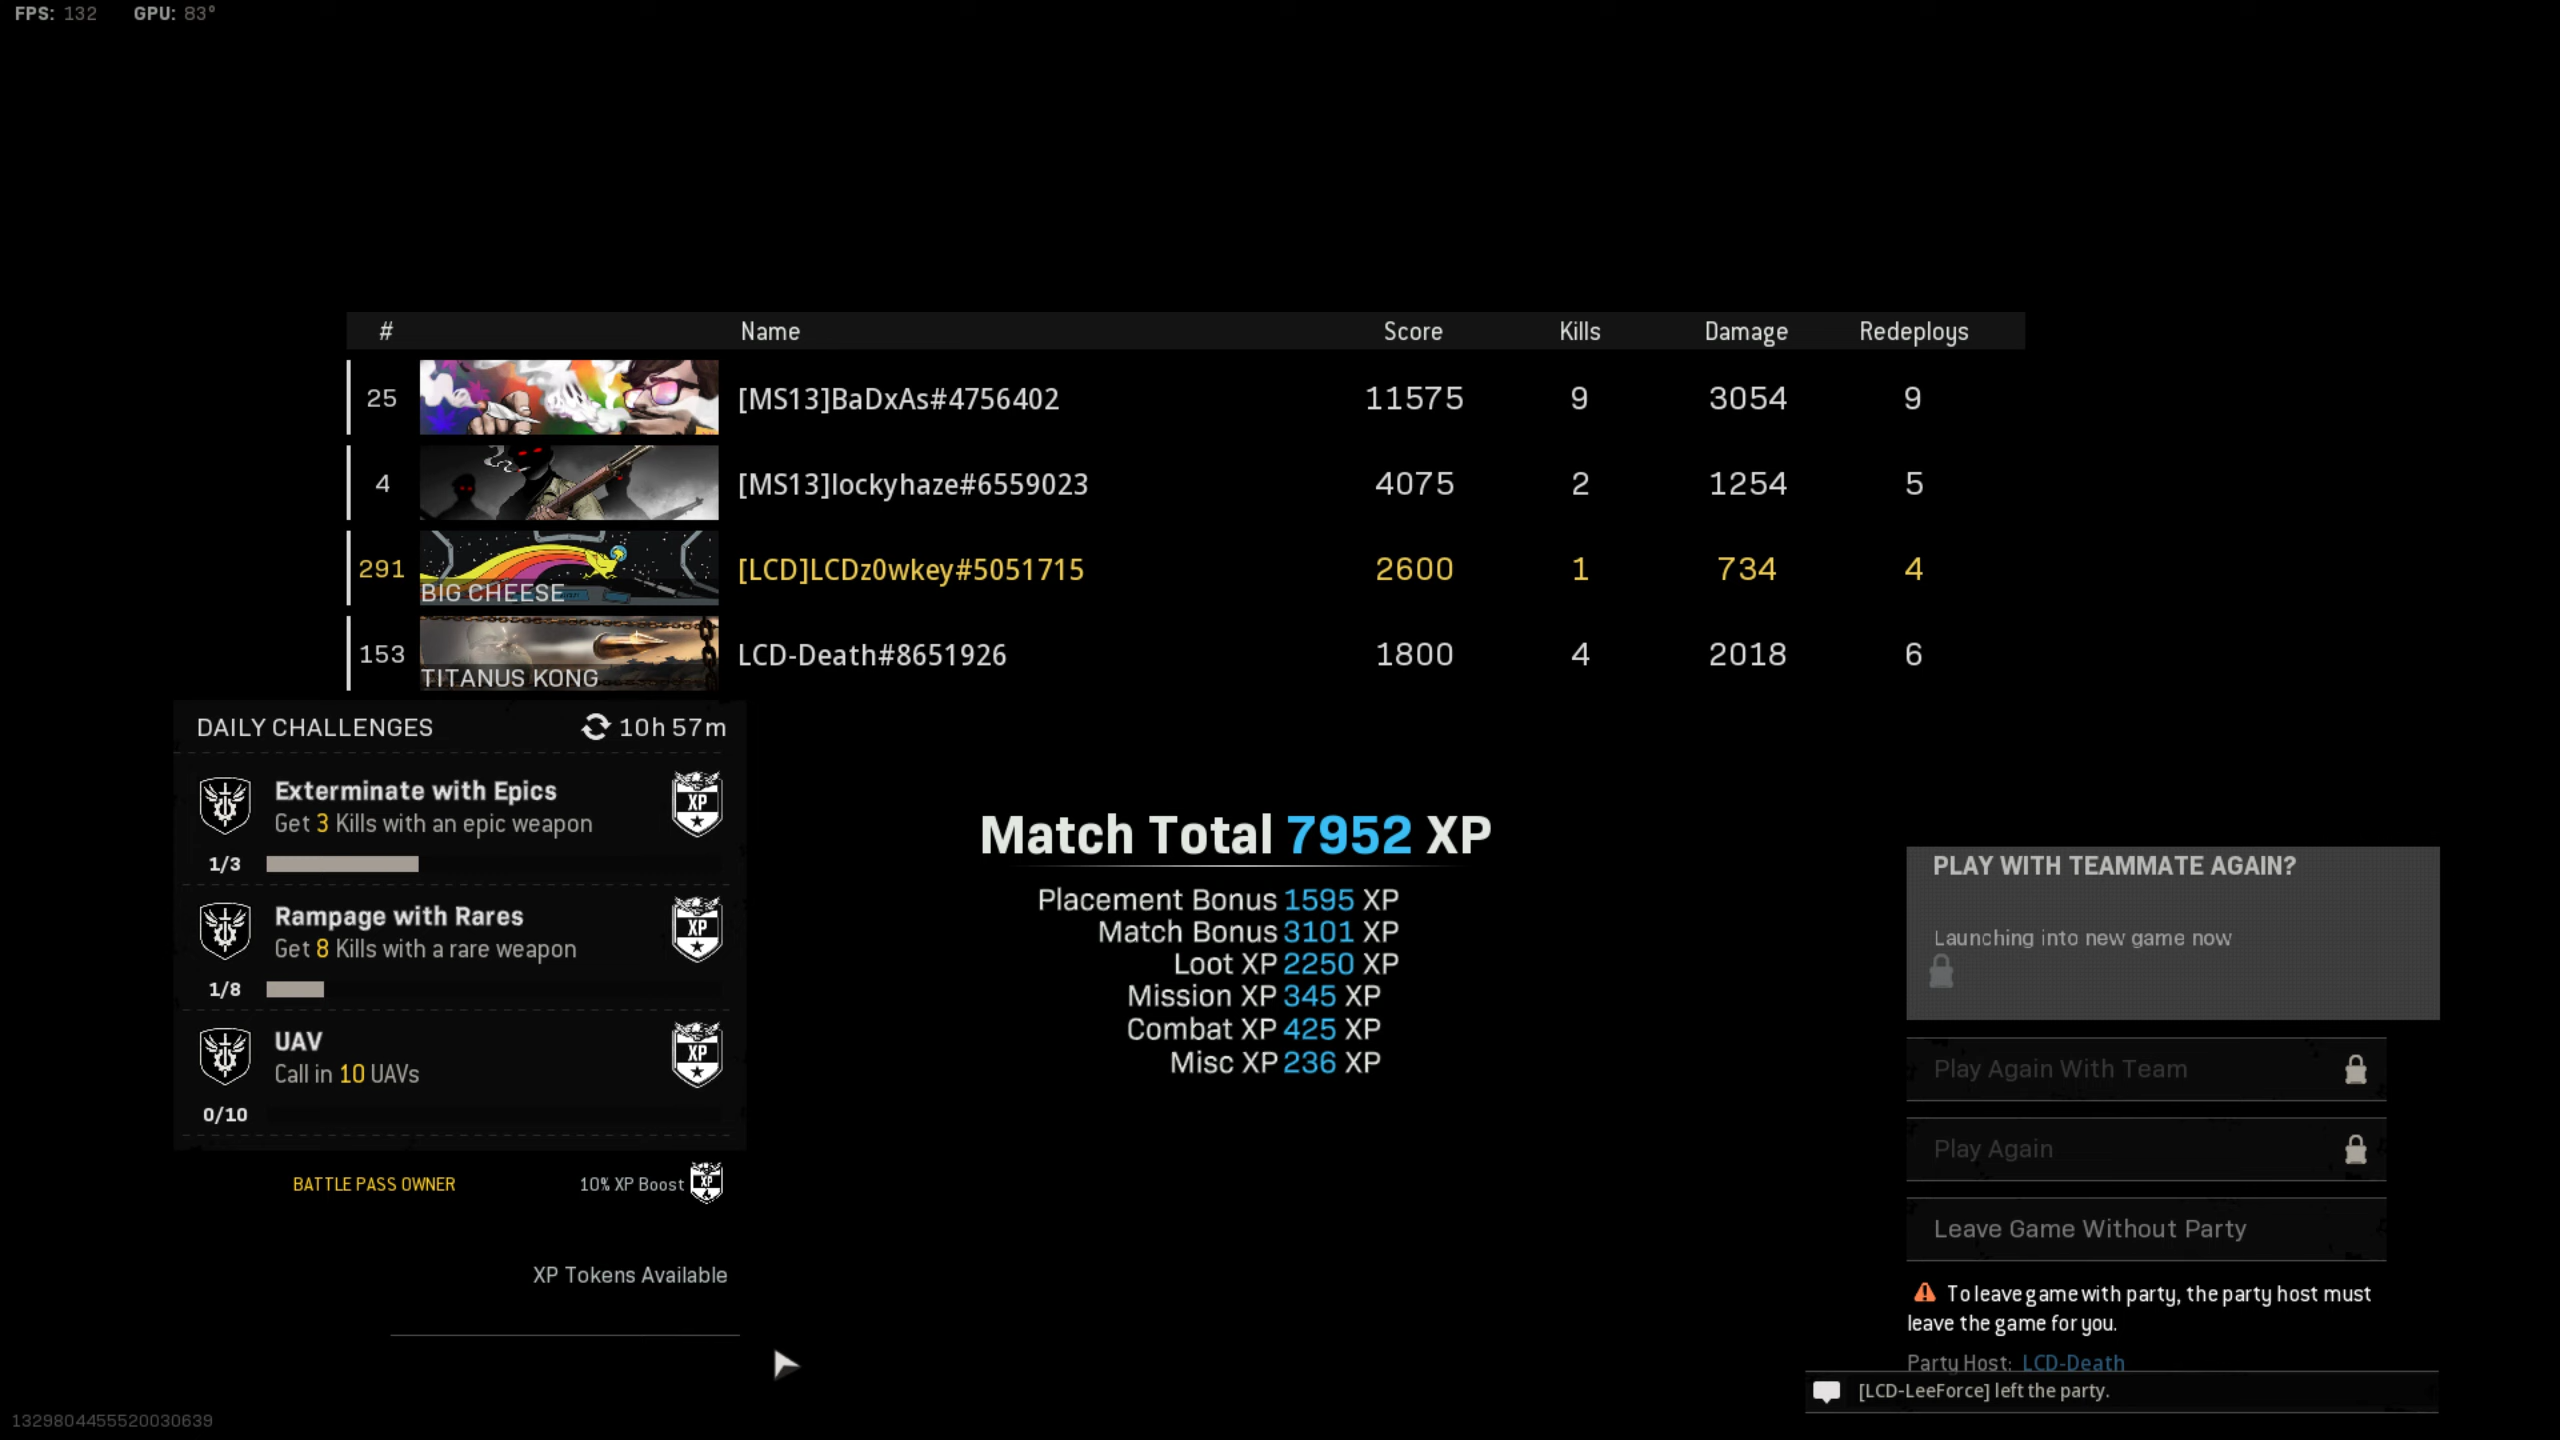 FPS: 132 GPU: 83°
# Name Score Kills Damage Redeploys
25 [MS13]BaDxAs#4756402 11575 9 3054 9
4 [MS13]lockyhaze#6559023 4075 2 1254 5
291 BIG CHEESE [LCD]LCDz0wkey#5051715 2600 1 734 4
153 TITANUS KONG LCD-Death#8651926 1800 4 2018 6
DAILY CHALLENGES 10h 57m
Exterminate with Epics
Get 3 Kills with an epic weapon
XP
1/3
Rampage with Rares
Get 8 Kills with a rare weapon
XP
1/8
UAV
Call in 10 UAVs
XP
0/10
BATTLE PASS OWNER 10% XP Boost XP
XP Tokens Available
Match Total 7952 XP
Placement Bonus 1595 XP
Match Bonus 3101 XP
Loot XP 2250 XP
Mission XP 345 XP
Combat XP 425 XP
Misc XP 236 XP
PLAY WITH TEAMMATE AGAIN?
Launching into new game now
Play Again With Team
Play Again
Leave Game Without Party
To leave game with party, the party host must
leave the game for you.
Party Host: LCD-Death
[LCD-LeeForce] left the party.
1329804455520030639